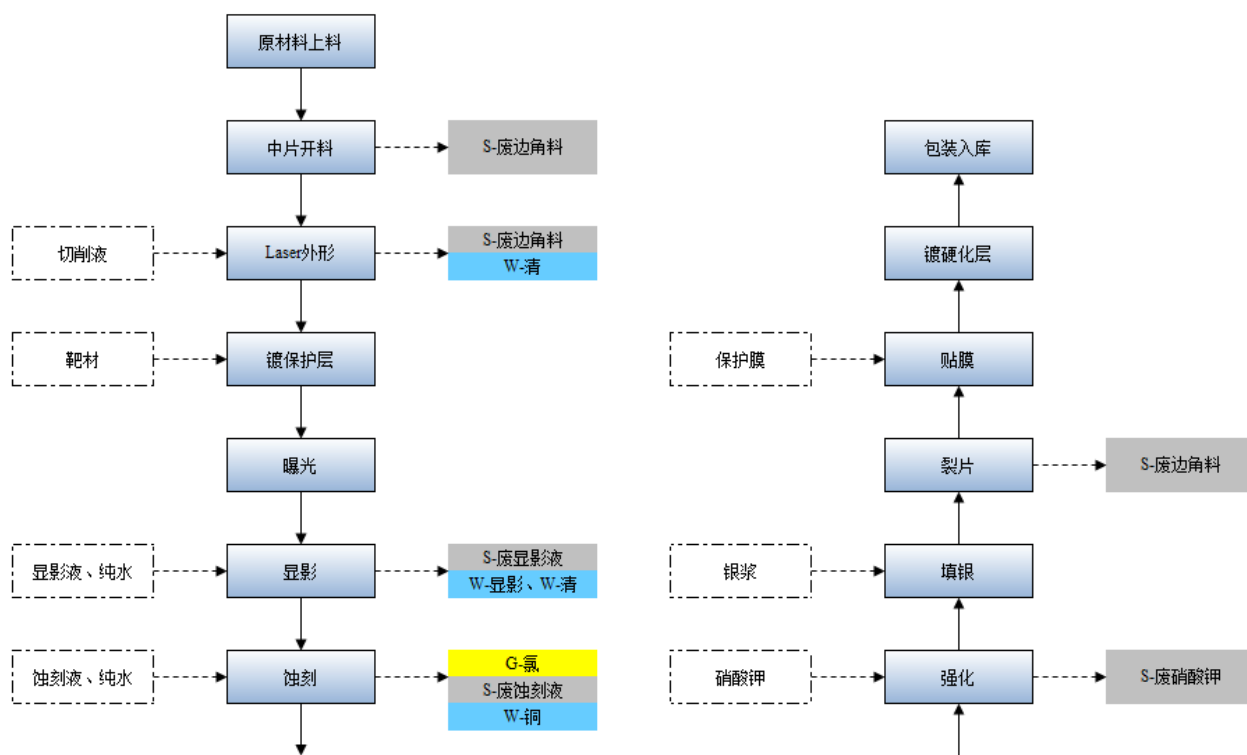 原材料上料
中片开料
S-废边角料
切削液
Laser外形
S-废边角料
W-清
靶材
镀保护层
曝光
显影液、纯水
显影
S-废显影液
W-显影、W-清
蚀刻液、纯水
蚀刻
G-氯
S-废蚀刻液
W-铜
包装入库
镀硬化层
保护膜
贴膜
裂片
S-废边角料
银浆
填银
硝酸钾
强化
S-废硝酸钾